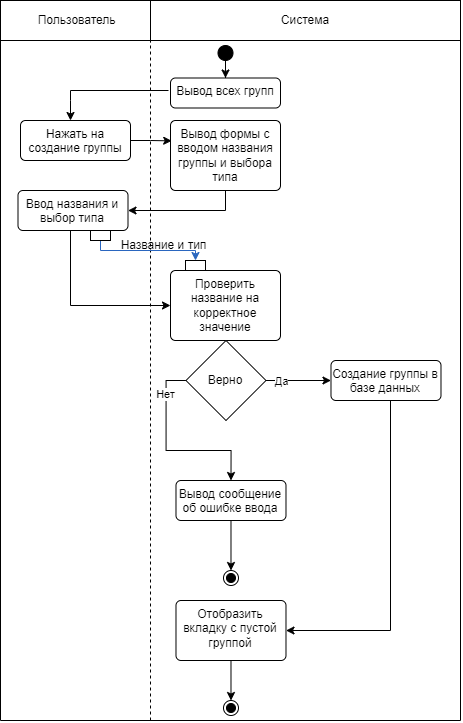 Пользователь
Система
Вывод всех групп
Нажать на
создание группы
Вывод формы с
вводом названия
группы и выбора
типа
Ввод названия и
выбор типа
Название и тип
Проверить
название на
корректное
значение
Верно
Да
Нет
Создание группы в
базе данных
Вывод сообщение
об ошибке ввода
Отобразить
вкладку с пустой
группой